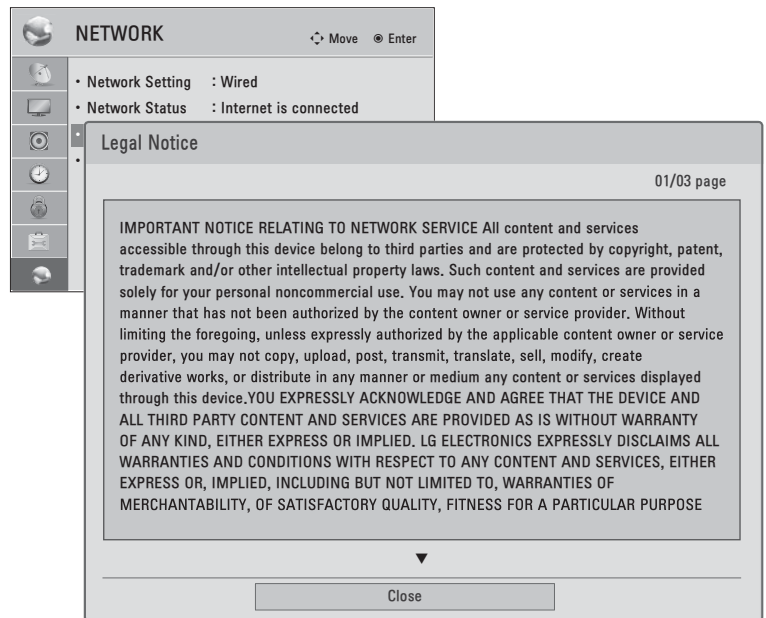 NETWORK
Move Enter
• Network Setting : Wired
• Network Status : Internet is connected
•
•
Legal Notice
01/03 page
IMPORTANT NOTICE RELATING TO NETWORK SERVICE All content and services
accessible through this device belong to third parties and are protected by copyright, patent,
trademark and/or other intellectual property laws. Such content and services are provided
solely for your personal noncommercial use. You may not use any content or services in a
manner that has not been authorized by the content owner or service provider. Without
limiting the foregoing, unless expressly authorized by the applicable content owner or service
provider, you may not copy, upload, post, transmit, translate, sell, modify, create
derivative works, or distribute in any manner or medium any content or services displayed
through this device.YOU EXPRESSLY ACKNOWLEDGE AND AGREE THAT THE DEVICE AND
ALL THIRD PARTY CONTENT AND SERVICES ARE PROVIDED AS IS WITHOUT WARRANTY
OF ANY KIND, EITHER EXPRESS OR IMPLIED. LG ELECTRONICS EXPRESSLY DISCLAIMS ALL
WARRANTIES AND CONDITIONS WITH RESPECT TO ANY CONTENT AND SERVICES, EITHER
EXPRESS OR, IMPLIED, INCLUDING BUT NOT LIMITED TO, WARRANTIES OF
MERCHANTABILITY, OF SATISFACTORY QUALITY, FITNESS FOR A PARTICULAR PURPOSE
▼
Close